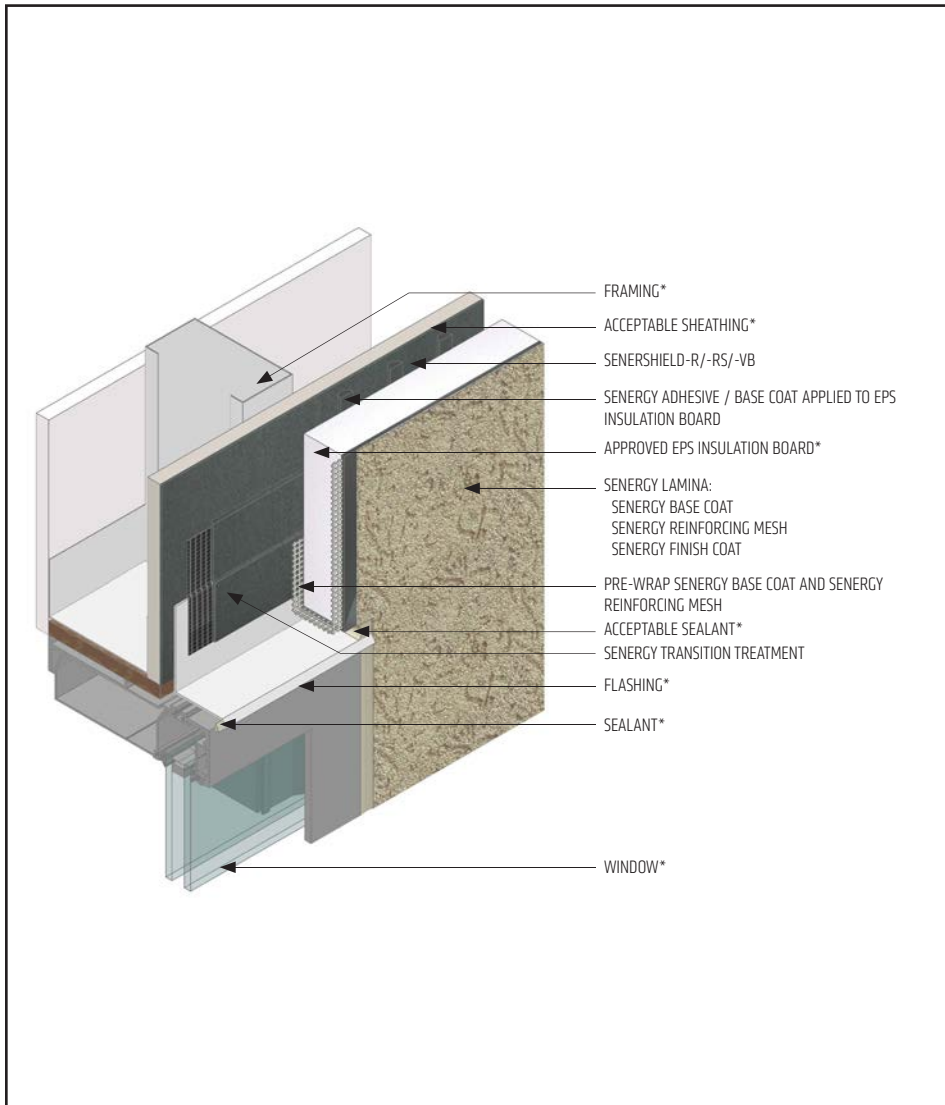 FRAMING*
ACCEPTABLE SHEATHING*
SENERSHIELD-R/-RS/-VB
SENERGY ADHESIVE / BASE COAT APPLIED TO EPS
INSULATION BOARD
APPROVED EPS INSULATION BOARD*
SENERGY LAMINA:
SENERGY BASE COAT
SENERGY REINFORCING MESH
SENERGY FINISH COAT
PRE-WRAP SENERGY BASE COAT AND SENERGY
REINFORCING MESH
ACCEPTABLE SEALANT*
SENERGY TRANSITION TREATMENT
FLASHING*
SEALANT*
WINDOW*